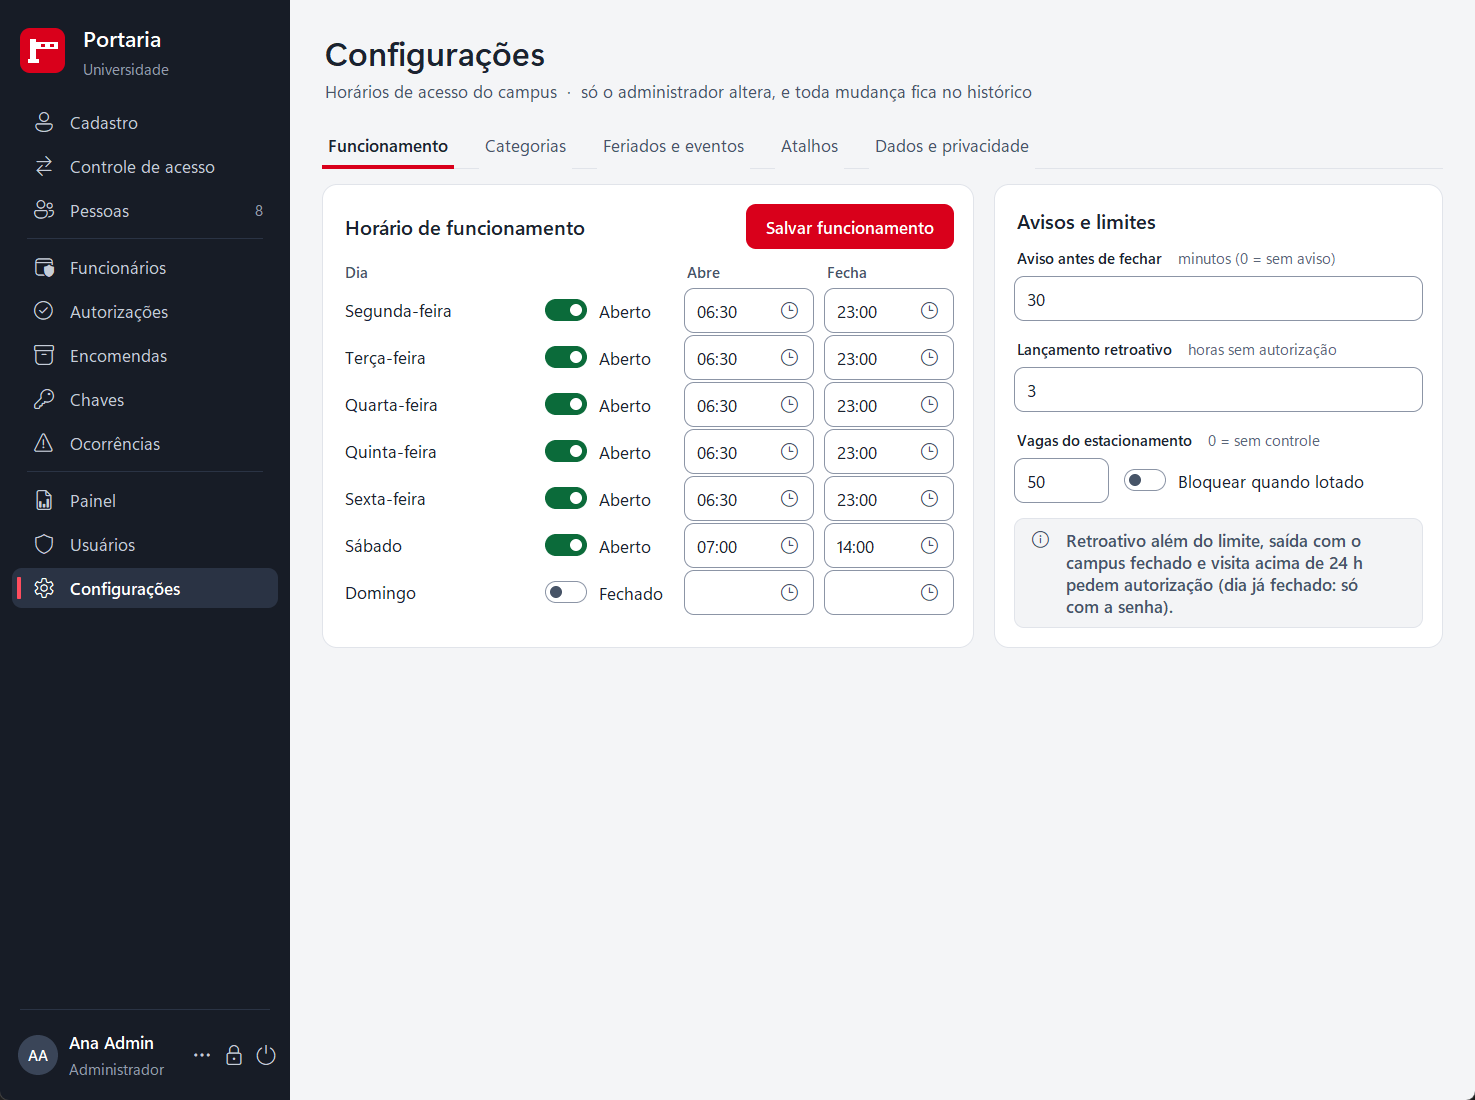 Portaria
Universidade
Cadastro
Controle de acesso
Pessoas 8
Funcionários
Autorizações
Encomendas
Chaves
Ocorrências
Painel
Usuários
Configurações
AA
Ana Admin
Administrador
Configurações
Horários de acesso do campus · só o administrador altera, e toda mudança fica no histórico
Funcionamento Categorias Feriados e eventos Atalhos Dados e privacidade
Horário de funcionamento Salvar funcionamento
Dia Abre Fecha
Segunda-feira Aberto 06:30 23:00
Terça-feira Aberto 06:30 23:00
Quarta-feira Aberto 06:30 23:00
Quinta-feira Aberto 06:30 23:00
Sexta-feira Aberto 06:30 23:00
Sábado Aberto 07:00 14:00
Domingo Fechado
Avisos e limites
Aviso antes de fechar minutos (0 = sem aviso)
30
Lançamento retroativo horas sem autorização
3
Vagas do estacionamento 0 = sem controle
50 Bloquear quando lotado
Retroativo além do limite, saída com o
campus fechado e visita acima de 24 h
pedem autorização (dia já fechado: só
com a senha).